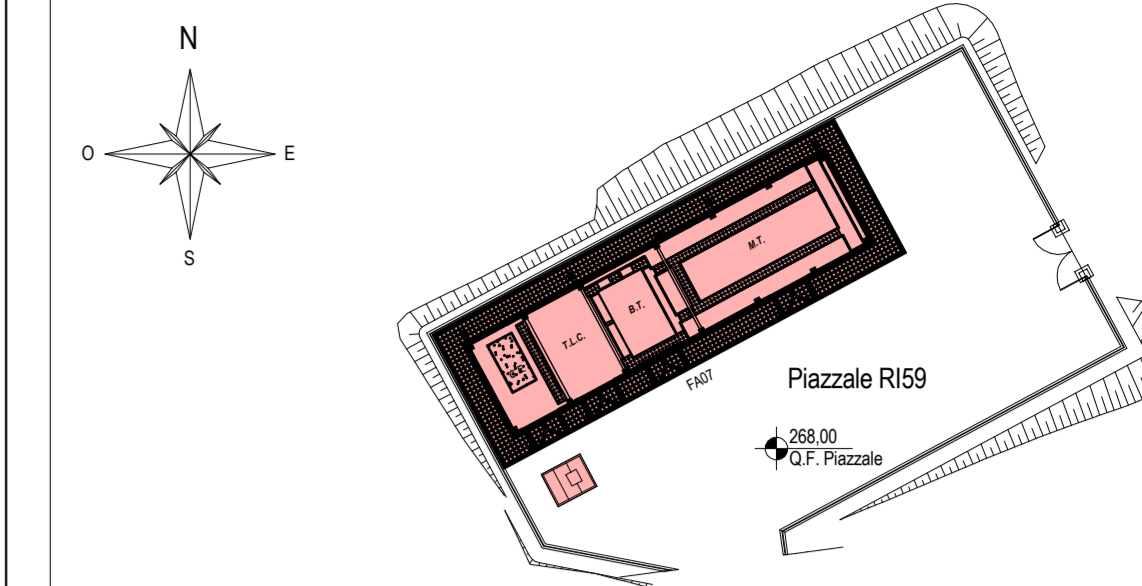 N
O
E
S
M.T.
B.T.
T.L.C.
FA07
Piazzale RI59
268,00
Q.F. Piazzale